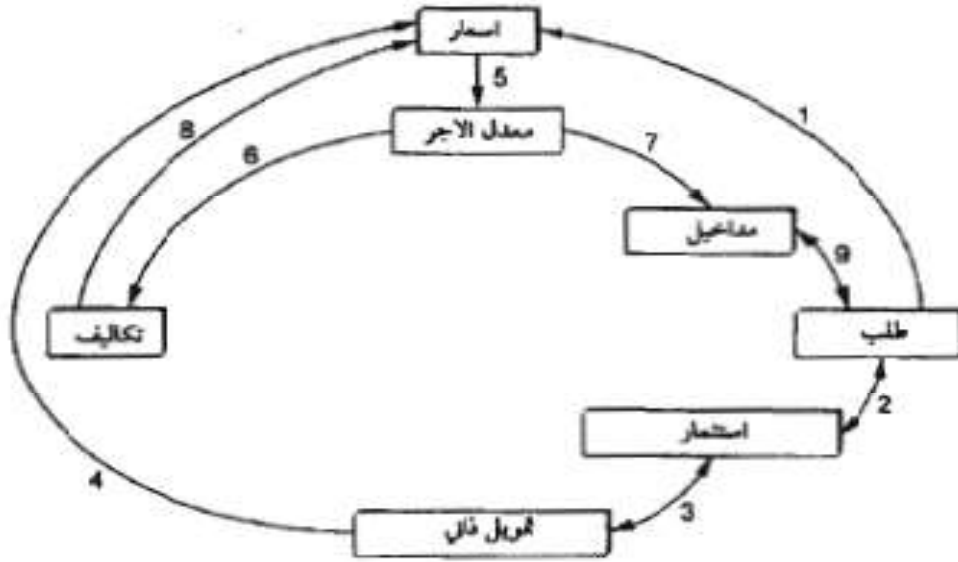 اسعار
5
1
8
معدل الاجر
6
7
مداخيل
9
تكاليف
طلب
2
استثمار
4
3
تمويل ذاتي